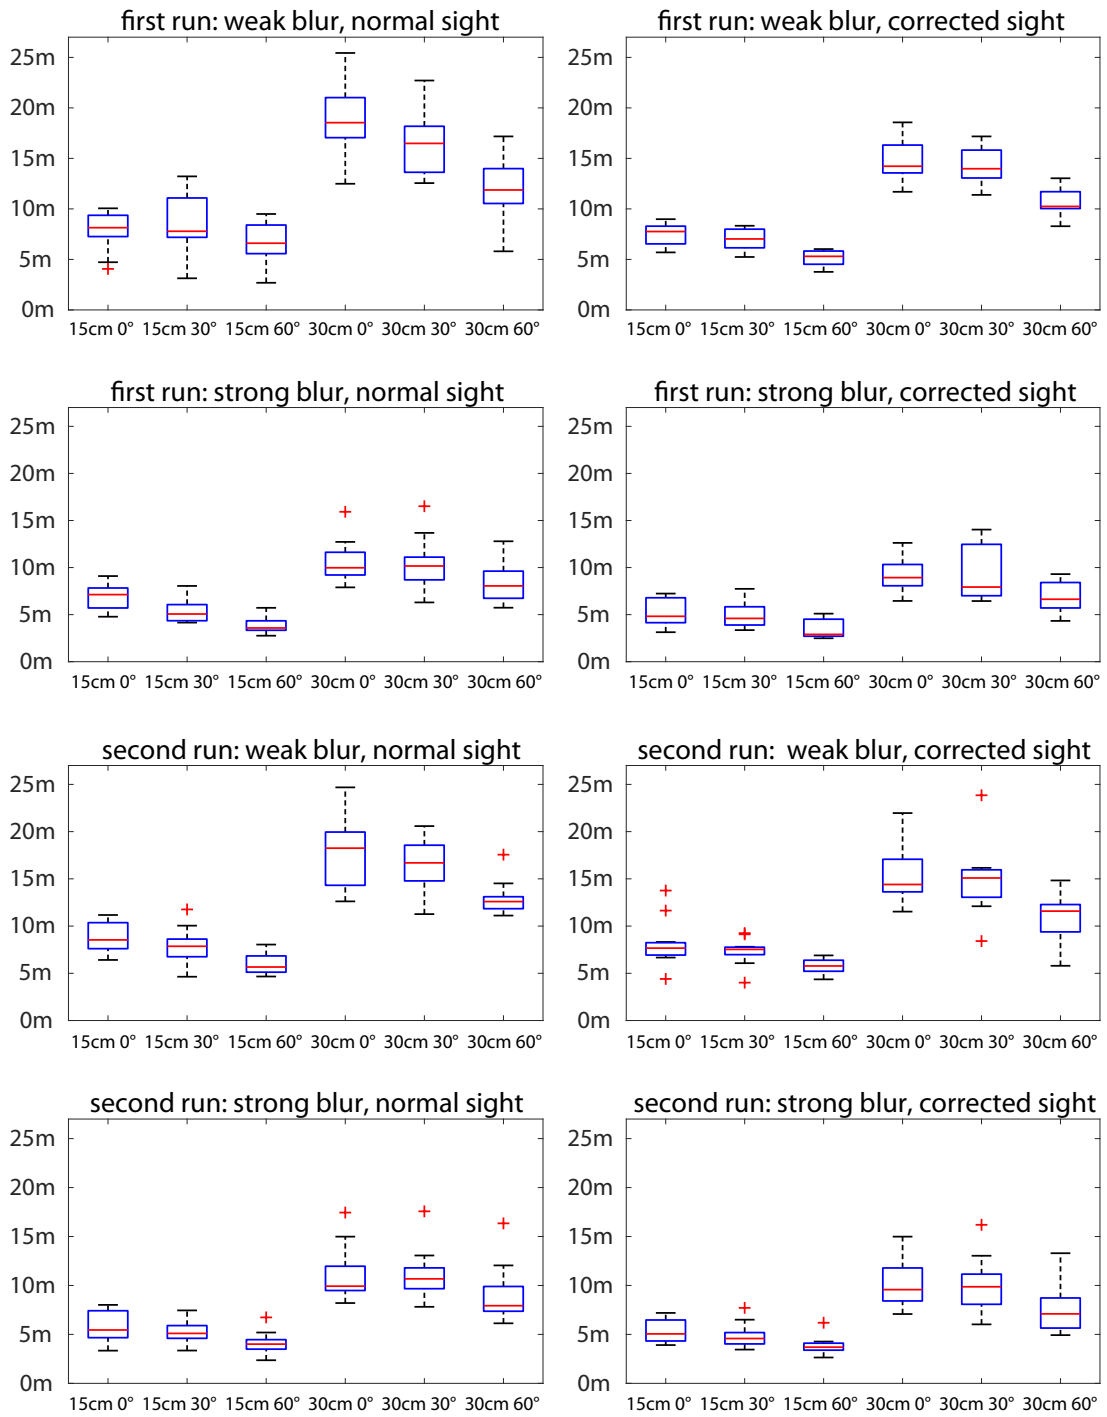 first run: weak blur, normal sight
25m
20m
15m
10m
5m
0m
15cm 0° 15cm 30° 15cm 60° 30cm 0° 30cm 30° 30cm 60°
first run: weak blur, corrected sight
25m
20m
15m
10m
5m
0m
15cm 0° 15cm 30° 15cm 60° 30cm 0° 30cm 30° 30cm 60°
first run: strong blur, normal sight
25m
20m
15m
10m
5m
0m
15cm 0° 15cm 30° 15cm 60° 30cm 0° 30cm 30° 30cm 60°
first run: strong blur, corrected sight
25m
20m
15m
10m
5m
0m
15cm 0° 15cm 30° 15cm 60° 30cm 0° 30cm 30° 30cm 60°
second run: weak blur, normal sight
25m
20m
15m
10m
5m
0m
15cm 0° 15cm 30° 15cm 60° 30cm 0° 30cm 30° 30cm 60°
second run: weak blur, corrected sight
25m
20m
15m
10m
5m
0m
15cm 0° 15cm 30° 15cm 60° 30cm 0° 30cm 30° 30cm 60°
second run: strong blur, normal sight
25m
20m
15m
10m
5m
0m
15cm 0° 15cm 30° 15cm 60° 30cm 0° 30cm 30° 30cm 60°
second run: strong blur, corrected sight
25m
20m
15m
10m
5m
0m
15cm 0° 15cm 30° 15cm 60° 30cm 0° 30cm 30° 30cm 60°